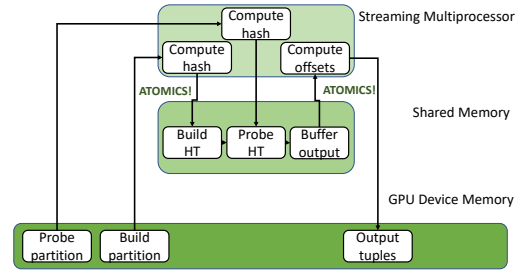 Streaming Multiprocessor
Compute
hash
Compute
hash
Compute
offsets
ATOMICS!
ATOMICS!
Shared Memory
Build
HT
Probe
HT
Buffer
output
GPU Device Memory
Probe
partition
Build
partition
Output
tuples